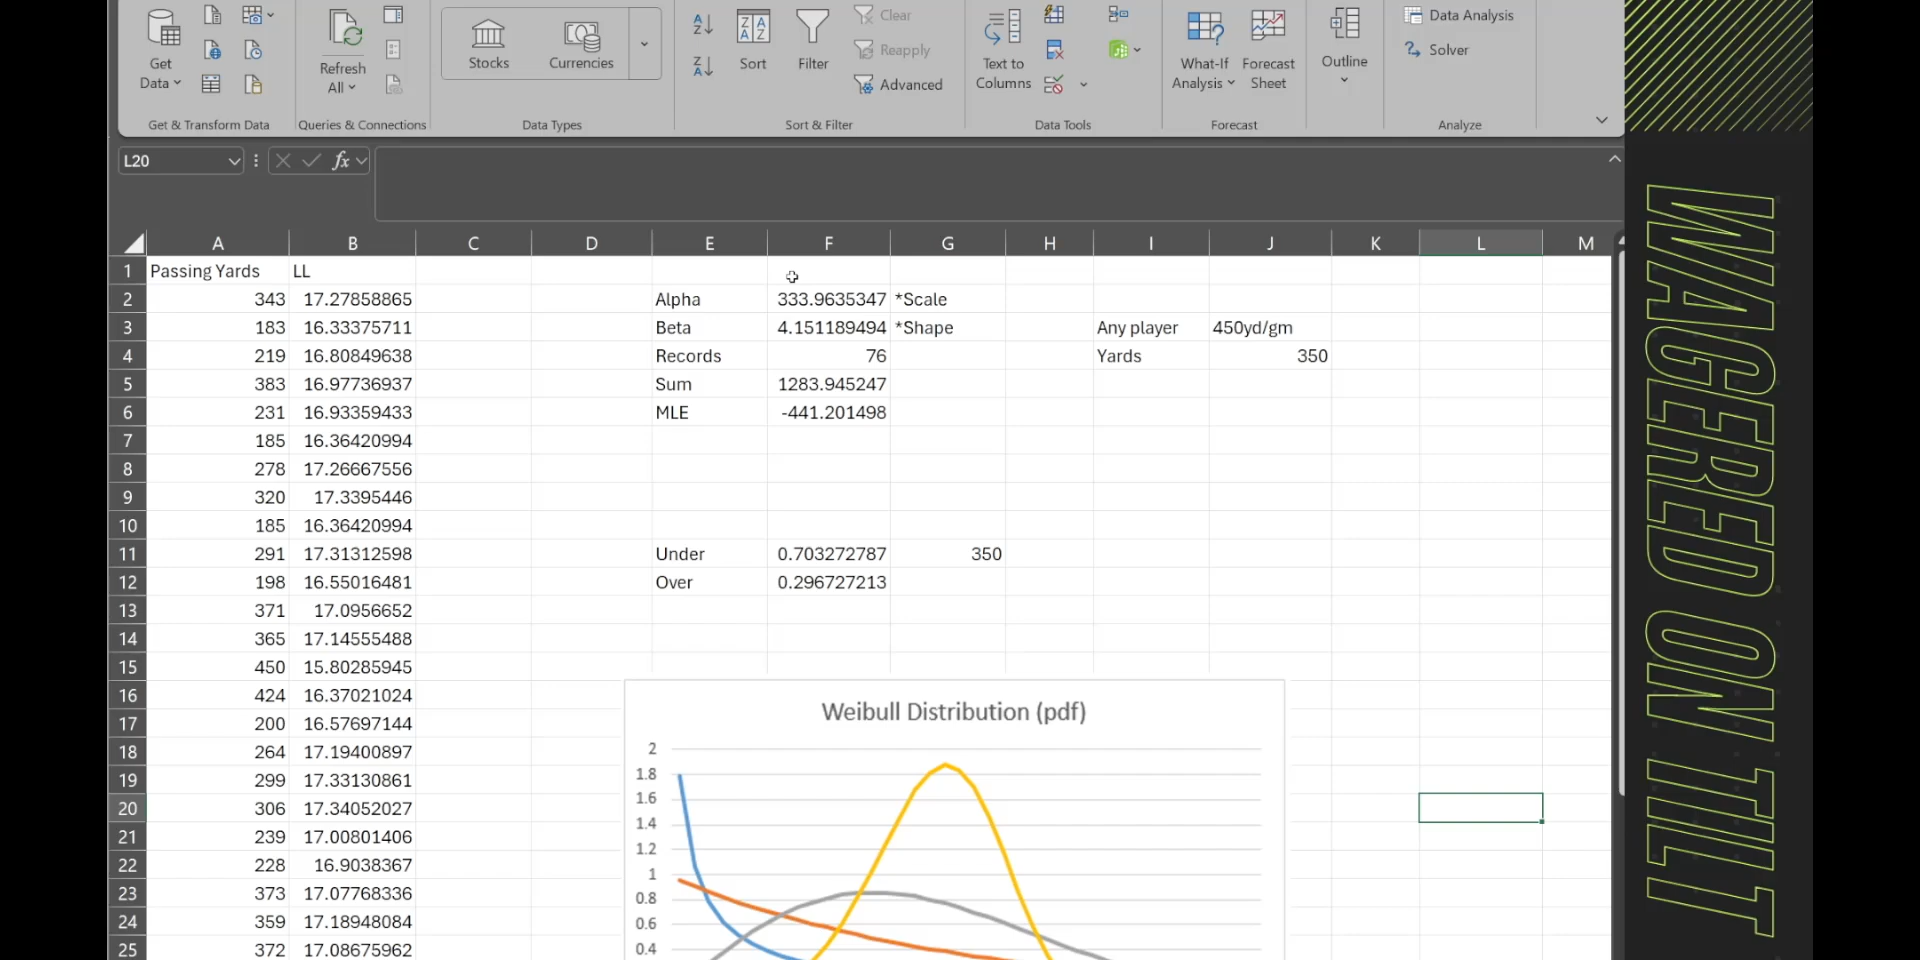 Get
Data
Refresh
All
Stocks
Currencies
Sort
Filter
Clear
Reapply
Advanced
Text to
Columns
What-If
Analysis
Forecast
Sheet
Outline
Data Analysis
Solver
Get & Transform Data
Queries & Connections
Data Types
Sort & Filter
Data Tools
Forecast
Analyze
L20
fx
A B C D E F G H I J K L M
1 Passing Yards LL
2 343 17.27858865 Alpha 333.9635347 *Scale
3 183 16.33375711 Beta 4.151189494 *Shape Any player 450yd/gm
4 219 16.80849638 Records 76 Yards 350
5 383 16.97736937 Sum 1283.945247
6 231 16.93359433 MLE -441.201498
7 185 16.36420994
8 278 17.26667556
9 320 17.3395446
10 185 16.36420994
11 291 17.31312598 Under 0.703272787 350
12 198 16.55016481 Over 0.296727213
13 371 17.0956652
14 365 17.14555488
15 450 15.80285945
16 424 16.37021024
17 200 16.57697144
18 264 17.19400897
19 299 17.33130861
20 306 17.34052027
21 239 17.00801406
22 228 16.9038367
23 373 17.07768336
24 359 17.18948084
25 372 17.08675962
Weibull Distribution (pdf)
2
1.8
1.6
1.4
1.2
1
0.8
0.6
0.4
WAGERED ON TILT